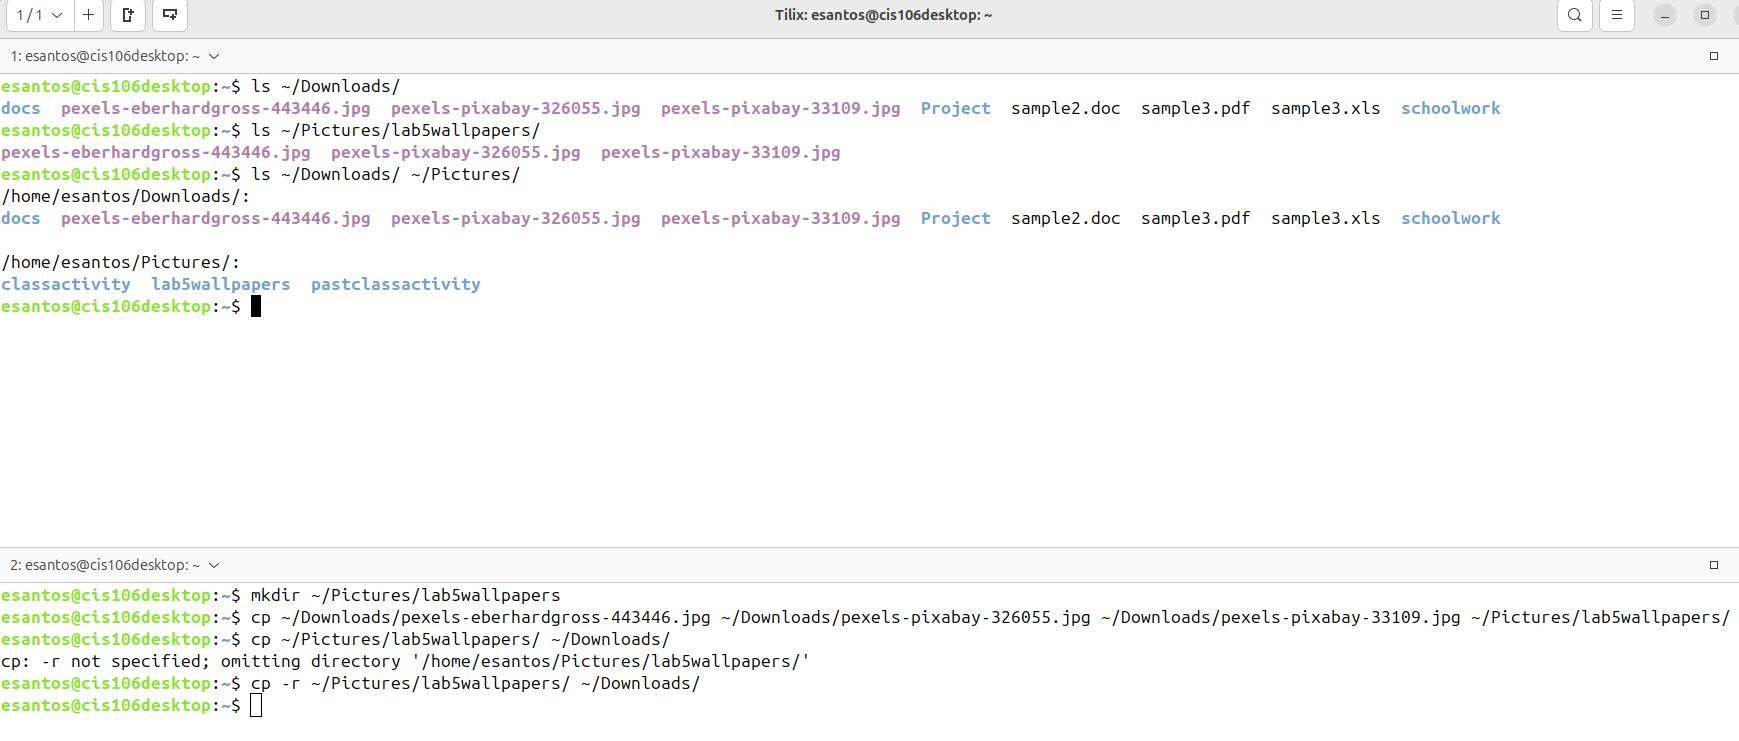 1 / 1
Tilix: esantos@cis106desktop: ~
1: esantos@cis106desktop: ~
esantos@cis106desktop:~$ ls ~/Downloads/
docs  pexels-eberhardgross-443446.jpg  pexels-pixabay-326055.jpg  pexels-pixabay-33109.jpg  Project  sample2.doc  sample3.pdf  sample3.xls  schoolwork
esantos@cis106desktop:~$ ls ~/Pictures/lab5wallpapers/
pexels-eberhardgross-443446.jpg  pexels-pixabay-326055.jpg  pexels-pixabay-33109.jpg
esantos@cis106desktop:~$ ls ~/Downloads/ ~/Pictures/
/home/esantos/Downloads/:
docs  pexels-eberhardgross-443446.jpg  pexels-pixabay-326055.jpg  pexels-pixabay-33109.jpg  Project  sample2.doc  sample3.pdf  sample3.xls  schoolwork
/home/esantos/Pictures/:
classactivity  lab5wallpapers  pastclassactivity
esantos@cis106desktop:~$
2: esantos@cis106desktop: ~
esantos@cis106desktop:~$ mkdir ~/Pictures/lab5wallpapers
esantos@cis106desktop:~$ cp ~/Downloads/pexels-eberhardgross-443446.jpg ~/Downloads/pexels-pixabay-326055.jpg ~/Downloads/pexels-pixabay-33109.jpg ~/Pictures/lab5wallpapers/
esantos@cis106desktop:~$ cp ~/Pictures/lab5wallpapers/ ~/Downloads/
cp: -r not specified; omitting directory '/home/esantos/Pictures/lab5wallpapers/'
esantos@cis106desktop:~$ cp -r ~/Pictures/lab5wallpapers/ ~/Downloads/
esantos@cis106desktop:~$